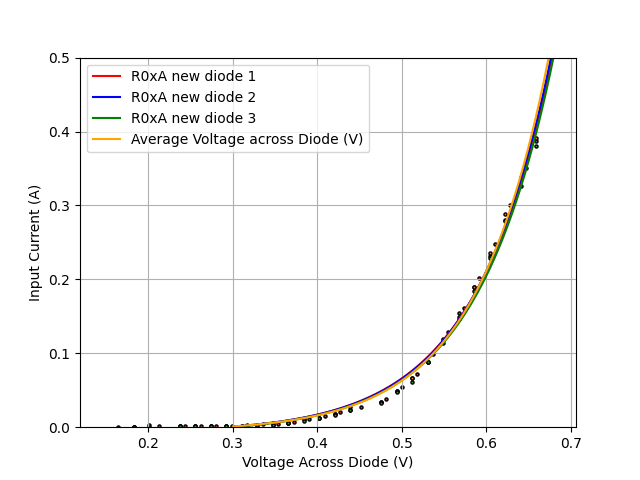 R0xA new diode 1
R0xA new diode 2
R0xA new diode 3
Average Voltage across Diode (V)
Input Current (A)
0.5
0.4
0.3
0.2
0.1
0.0
0.2 0.3 0.4 0.5 0.6 0.7
Voltage Across Diode (V)